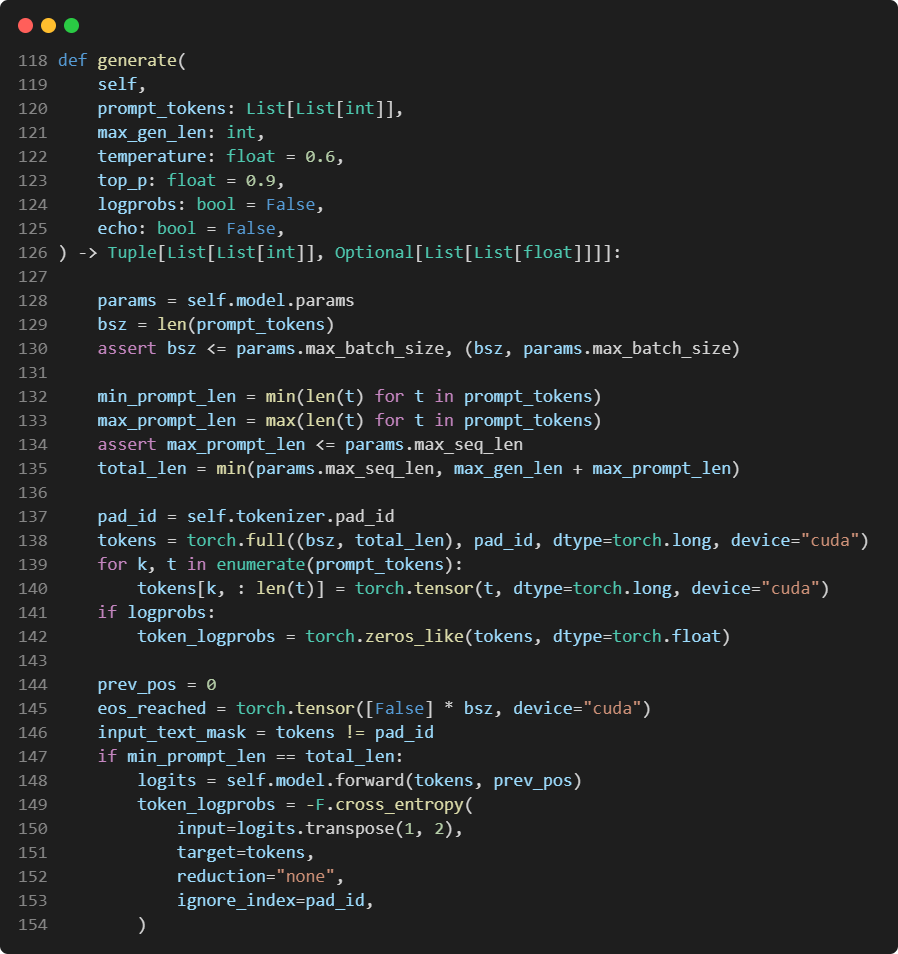 118 def generate(
119     self,
120     prompt_tokens: List[List[int]],
121     max_gen_len: int,
122     temperature: float = 0.6,
123     top_p: float = 0.9,
124     logprobs: bool = False,
125     echo: bool = False,
126 ) -> Tuple[List[List[int]], Optional[List[List[float]]]]:
127
128     params = self.model.params
129     bsz = len(prompt_tokens)
130     assert bsz <= params.max_batch_size, (bsz, params.max_batch_size)
131
132     min_prompt_len = min(len(t) for t in prompt_tokens)
133     max_prompt_len = max(len(t) for t in prompt_tokens)
134     assert max_prompt_len <= params.max_seq_len
135     total_len = min(params.max_seq_len, max_gen_len + max_prompt_len)
136
137     pad_id = self.tokenizer.pad_id
138     tokens = torch.full((bsz, total_len), pad_id, dtype=torch.long, device="cuda")
139     for k, t in enumerate(prompt_tokens):
140         tokens[k, : len(t)] = torch.tensor(t, dtype=torch.long, device="cuda")
141     if logprobs:
142         token_logprobs = torch.zeros_like(tokens, dtype=torch.float)
143
144     prev_pos = 0
145     eos_reached = torch.tensor([False] * bsz, device="cuda")
146     input_text_mask = tokens != pad_id
147     if min_prompt_len == total_len:
148         logits = self.model.forward(tokens, prev_pos)
149         token_logprobs = -F.cross_entropy(
150             input=logits.transpose(1, 2),
151             target=tokens,
152             reduction="none",
153             ignore_index=pad_id,
154         )